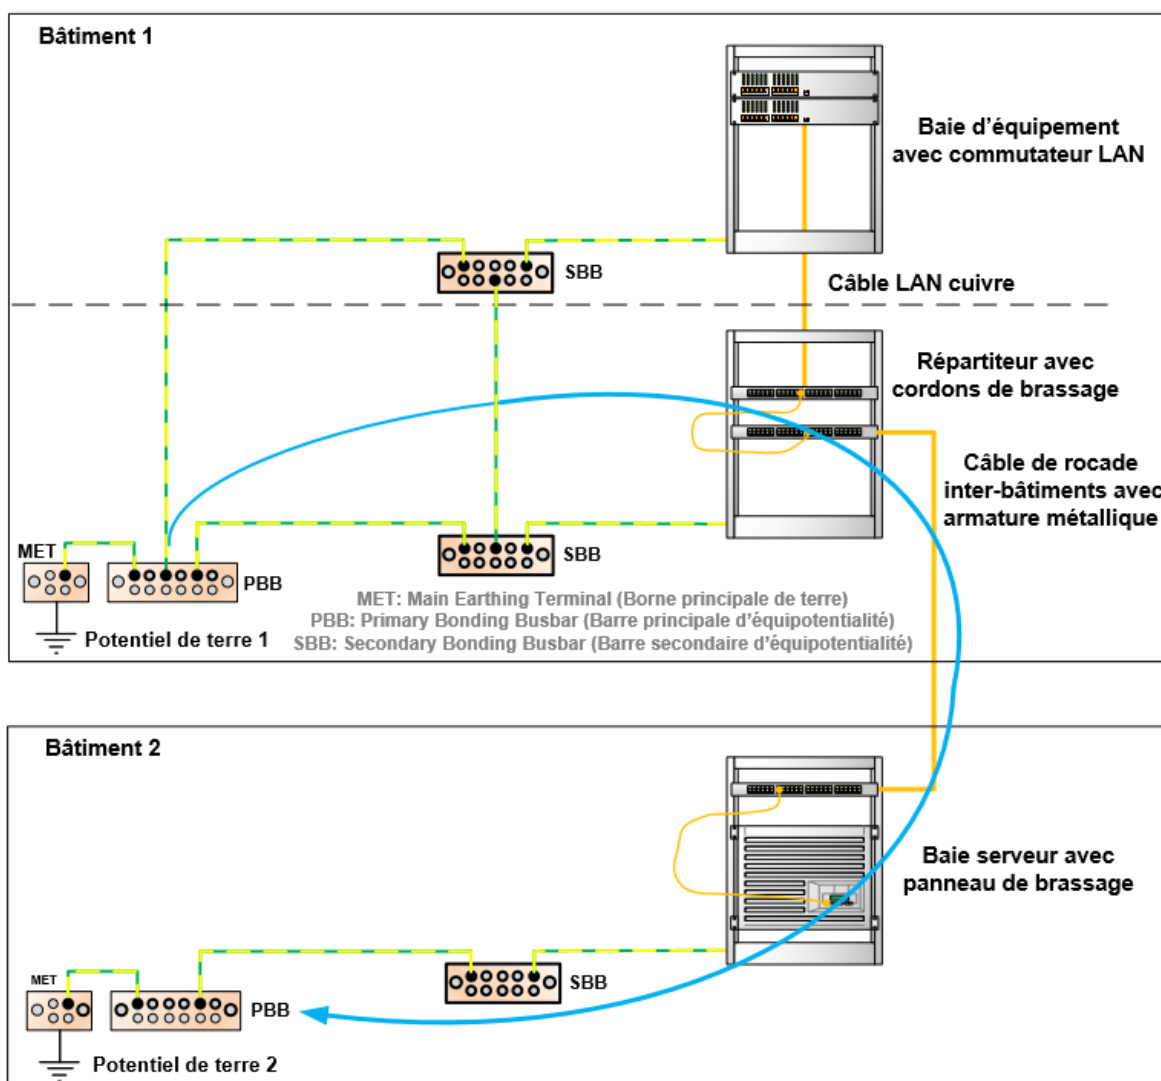 Bâtiment 1
Baie d'équipement
avec commutateur LAN
SBB
Câble LAN cuivre
Répartiteur avec
cordons de brassage
Câble de rocade
inter-bâtiments avec
armature métallique
MET
PBB
SBB
MET: Main Earthing Terminal (Borne principale de terre)
PBB: Primary Bonding Busbar (Barre principale d'équipotentialité)
SBB: Secondary Bonding Busbar (Barre secondaire d'équipotentialité)
Potentiel de terre 1
Bâtiment 2
Baie serveur avec
panneau de brassage
MET
PBB
SBB
Potentiel de terre 2